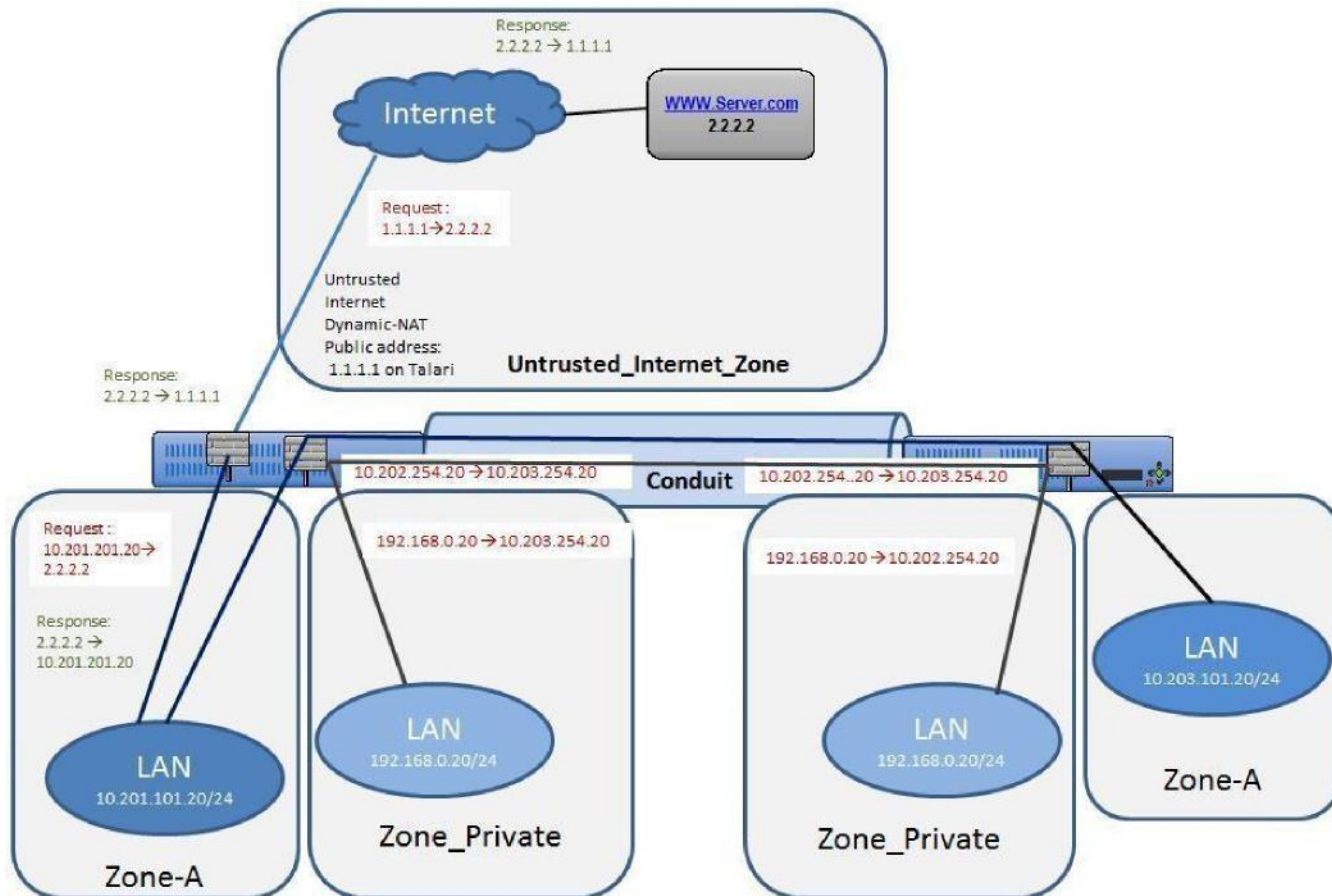 Response:
2.2.2.2 → 1.1.1.1
Internet
WWW.Server.com
2.2.2.2
Request :
1.1.1.1→2.2.2.2
Untrusted
Internet
Dynamic-NAT
Public address:
1.1.1.1 on Talari
Untrusted_Internet_Zone
Response:
2.2.2.2 → 1.1.1.1
10.202.254.20→10.203.254.20
Conduit
10.202.254..20 →10.203.254.20
Request :
10.201.201.20→
2.2.2.2
192.168.0.20 →10.203.254.20
192.168.0.20 →10.202.254.20
Response:
2.2.2.2 →
10.201.201.20
LAN
10.203.101.20/24
LAN
192.168.0.20/24
LAN
192.168.0.20/24
LAN
10.201.101.20/24
Zone-A
Zone_Private
Zone_Private
Zone-A